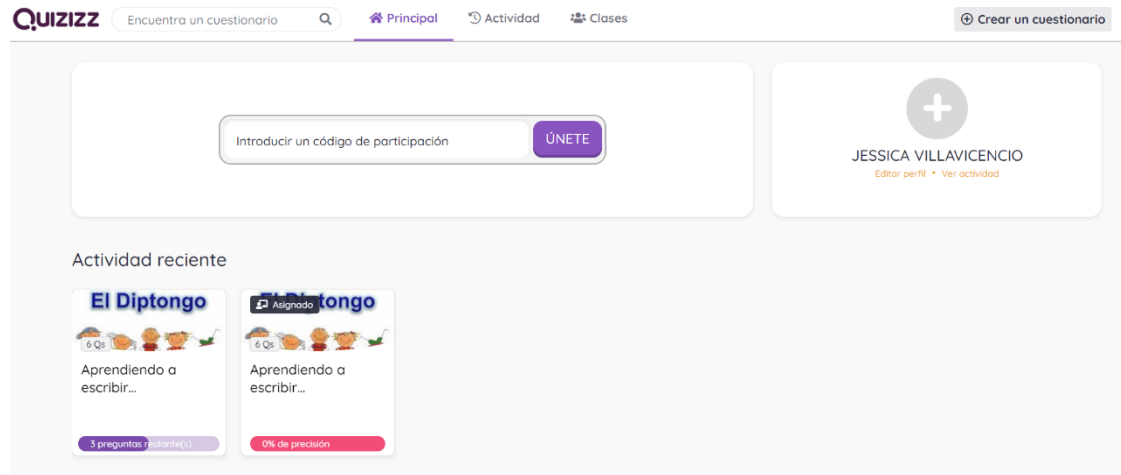 QUIZIZZ
Encuentra un cuestionario
Principal
Actividad
Clases
Crear un cuestionario
Introducir un código de participación
ÚNETE
JESSICA VILLAVICENCIO
Editar perfil • Ver actividad
Actividad reciente
El Diptongo
6 Qs
Aprendiendo a
escribir...
3 preguntas restante(s)
Asignado
tongo
6 Qs
Aprendiendo a
escribir...
0% de precisión